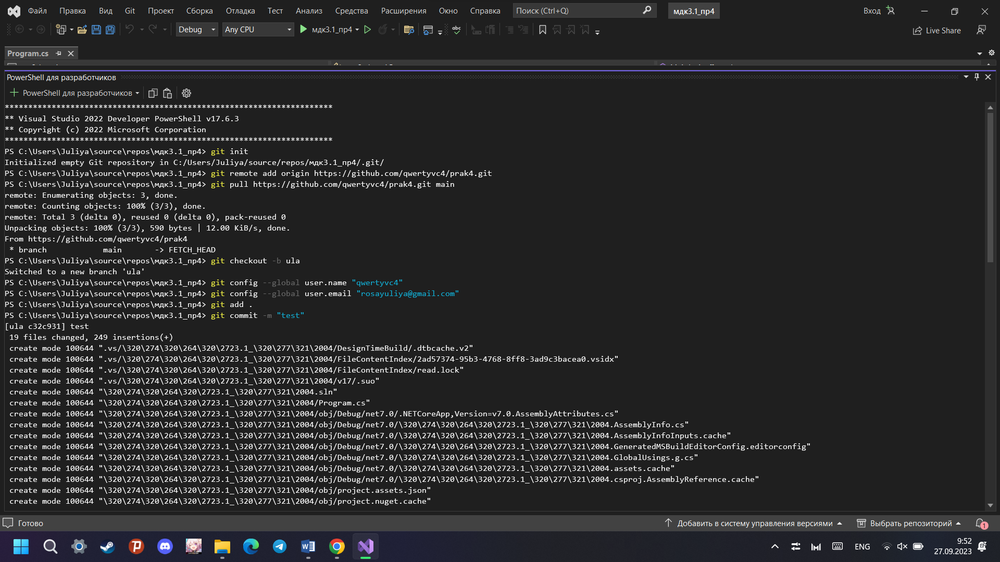 Файл Правка Вид Git Проект Сборка Отладка Тест Анализ Средства Расширения Окно Справка Поиск (Ctrl+Q) мдк3.1_пр4 Вход
Debug Any CPU мдк3.1_пр4 Live Share
Program.cs
PowerShell для разработчиков
PowerShell для разработчиков
**********************************************************************
** Visual Studio 2022 Developer PowerShell v17.6.3
** Copyright (c) 2022 Microsoft Corporation
**********************************************************************
PS C:\Users\Juliya\source\repos\мдк3.1_пр4> git init
Initialized empty Git repository in C:/Users/Juliya/source/repos/мдк3.1_пр4/.git/
PS C:\Users\Juliya\source\repos\мдк3.1_пр4> git remote add origin https://github.com/qwertyvc4/prak4.git
PS C:\Users\Juliya\source\repos\мдк3.1_пр4> git pull https://github.com/qwertyvc4/prak4.git main
remote: Enumerating objects: 3, done.
remote: Counting objects: 100% (3/3), done.
remote: Total 3 (delta 0), reused 0 (delta 0), pack-reused 0
Unpacking objects: 100% (3/3), 590 bytes | 12.00 KiB/s, done.
From https://github.com/qwertyvc4/prak4
* branch main -> FETCH_HEAD
PS C:\Users\Juliya\source\repos\мдк3.1_пр4> git checkout -b ula
Switched to a new branch 'ula'
PS C:\Users\Juliya\source\repos\мдк3.1_пр4> git config --global user.name "qwertyvc4"
PS C:\Users\Juliya\source\repos\мдк3.1_пр4> git config --global user.email "rosayuliya@gmail.com"
PS C:\Users\Juliya\source\repos\мдк3.1_пр4> git add .
PS C:\Users\Juliya\source\repos\мдк3.1_пр4> git commit -m "test"
[ula c32c931] test
19 files changed, 249 insertions(+)
create mode 100644 ".vs/\320\274\320\264\320\2723.1_\320\277\321\2004/DesignTimeBuild/.dtbcache.v2"
create mode 100644 ".vs/\320\274\320\264\320\2723.1_\320\277\321\2004/FileContentIndex/2ad57374-95b3-4768-8ff8-3ad9c3bacea0.vsidx"
create mode 100644 ".vs/\320\274\320\264\320\2723.1_\320\277\321\2004/FileContentIndex/read.lock"
create mode 100644 ".vs/\320\274\320\264\320\2723.1_\320\277\321\2004/v17/.suo"
create mode 100644 "\320\274\320\264\320\2723.1_\320\277\321\2004.sln"
create mode 100644 "\320\274\320\264\320\2723.1_\320\277\321\2004/Program.cs"
create mode 100644 "\320\274\320\264\320\2723.1_\320\277\321\2004/obj/Debug/net7.0/.NETCoreApp,Version=v7.0.AssemblyAttributes.cs"
create mode 100644 "\320\274\320\264\320\2723.1_\320\277\321\2004/obj/Debug/net7.0/\320\274\320\264\320\2723.1_\320\277\321\2004.AssemblyInfo.cs"
create mode 100644 "\320\274\320\264\320\2723.1_\320\277\321\2004/obj/Debug/net7.0/\320\274\320\264\320\2723.1_\320\277\321\2004.AssemblyInfoInputs.cache"
create mode 100644 "\320\274\320\264\320\2723.1_\320\277\321\2004/obj/Debug/net7.0/\320\274\320\264\320\2723.1_\320\277\321\2004.GeneratedMSBuildEditorConfig.editorconfig"
create mode 100644 "\320\274\320\264\320\2723.1_\320\277\321\2004/obj/Debug/net7.0/\320\274\320\264\320\2723.1_\320\277\321\2004.GlobalUsings.g.cs"
create mode 100644 "\320\274\320\264\320\2723.1_\320\277\321\2004/obj/Debug/net7.0/\320\274\320\264\320\2723.1_\320\277\321\2004.assets.cache"
create mode 100644 "\320\274\320\264\320\2723.1_\320\277\321\2004/obj/Debug/net7.0/\320\274\320\264\320\2723.1_\320\277\321\2004.csproj.AssemblyReference.cache"
create mode 100644 "\320\274\320\264\320\2723.1_\320\277\321\2004/obj/project.assets.json"
create mode 100644 "\320\274\320\264\320\2723.1_\320\277\321\2004/obj/project.nuget.cache"
Готово Добавить в систему управления версиями Выбрать репозиторий 1
ENG 9:52
27.09.2023